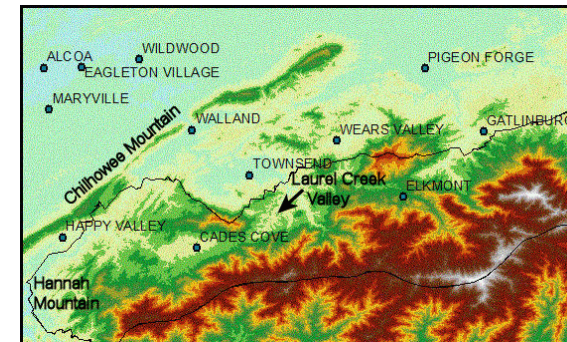 WILDWOOD
ALCOA
EAGLETON VILLAGE
PIGEON FORGE
MARYVILLE
WALLAND
GATLINBURG
WEARS VALLEY
Chilhowee Mountain
TOWNSEND
Laurel Creek
Valley
ELKMONT
HAPPY VALLEY
CADES COVE
Hannah
Mountain